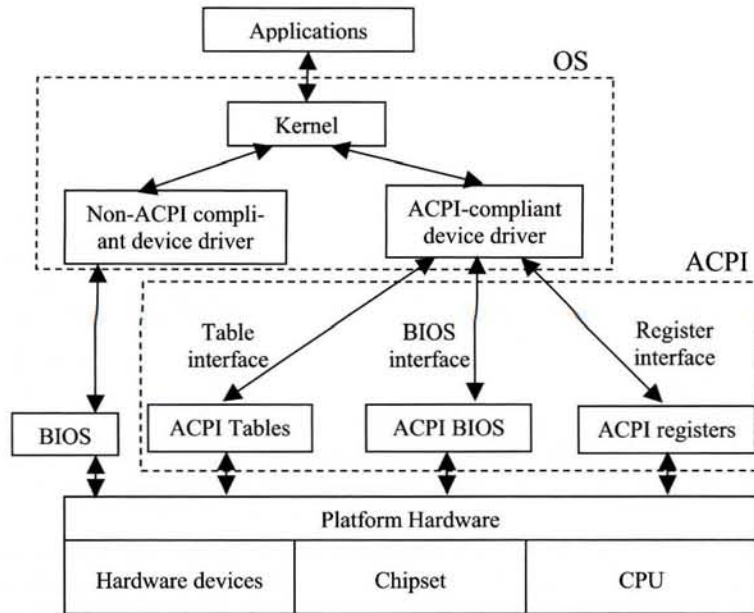 Applications
OS
Kernel
Non-ACPI compli-
ant device driver
ACPI-compliant
device driver
ACPI
Table
interface
BIOS
interface
Register
interface
BIOS
ACPI Tables
ACPI BIOS
ACPI registers
Platform Hardware
Hardware devices
Chipset
CPU